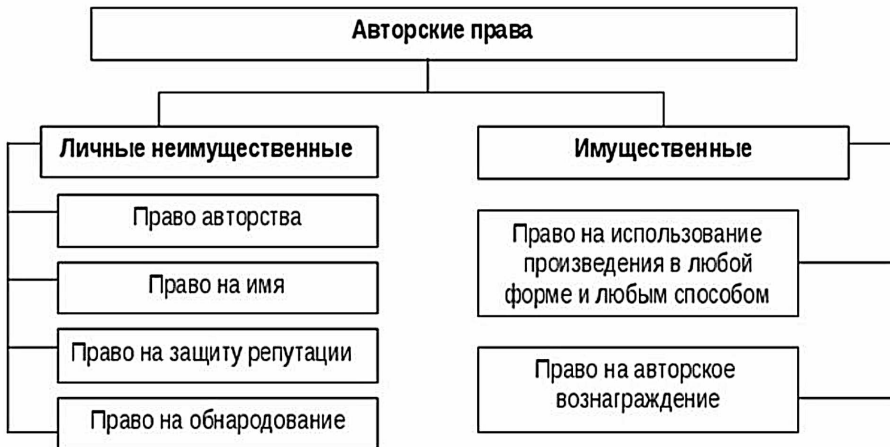 Авторские права
Личные неимущественные
Право авторства
Право на имя
Право на защиту репутации
Право на обнародование
Имущественные
Право на использование
произведения в любой
форме и любым способом
Право на авторское
вознаграждение